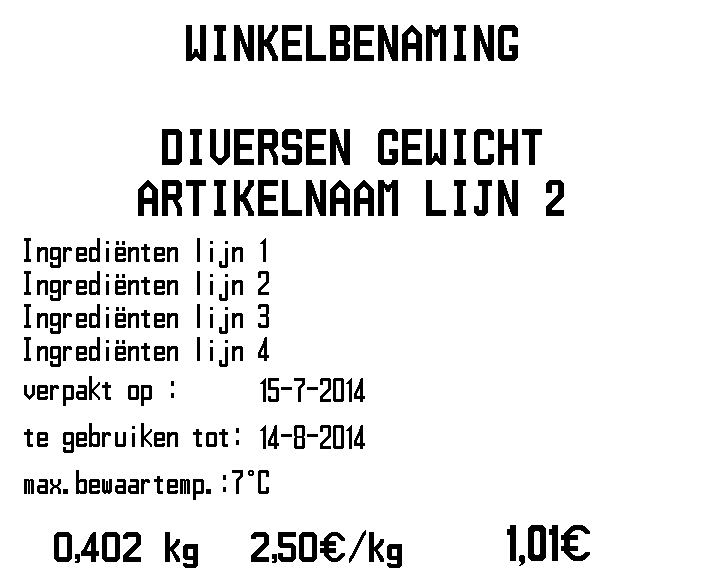 WINKELBENAMING
DIVERSEN GEWICHT
ARTIKELNAAM LIJN 2
Ingrediënten lijn 1
Ingrediënten lijn 2
Ingrediënten lijn 3
Ingrediënten lijn 4
verpakt op : 15-7-2014
te gebruiken tot: 14-8-2014
max.bewaartemp.:7°C
0,402 kg 2,50€/kg 1,01€